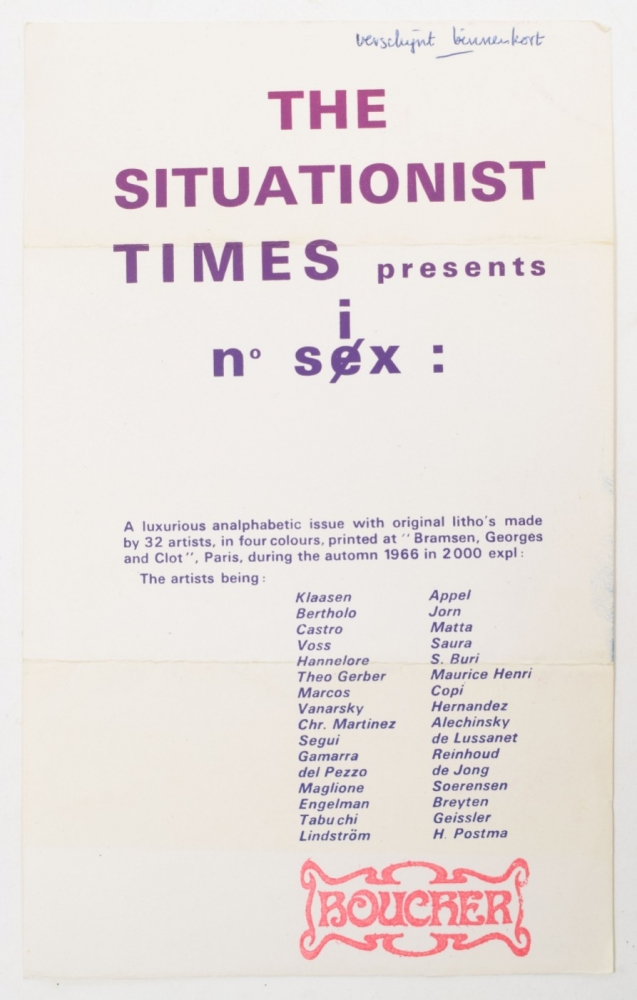 verschijnt binnenkort
THE
SITUATIONIST
TIMES presents
i
nº sex :
A luxurious analphabetic issue with original litho's made
by 32 artists, in four colours, printed at "Bramsen, Georges
and Clot", Paris, during the automn 1966 in 2000 expl:
The artists being:
Klaasen
Bertholo
Castro
Voss
Hannelore
Theo Gerber
Marcos
Vanarsky
Chr. Martinez
Segui
Gamarra
del Pezzo
Maglione
Engelman
Tabuchi
Lindström
Appel
Jorn
Matta
Saura
S. Buri
Maurice Henri
Copi
Hernandez
Alechinsky
de Lussanet
Reinhoud
de Jong
Soerensen
Breyten
Geissler
H. Postma
BOUCHER